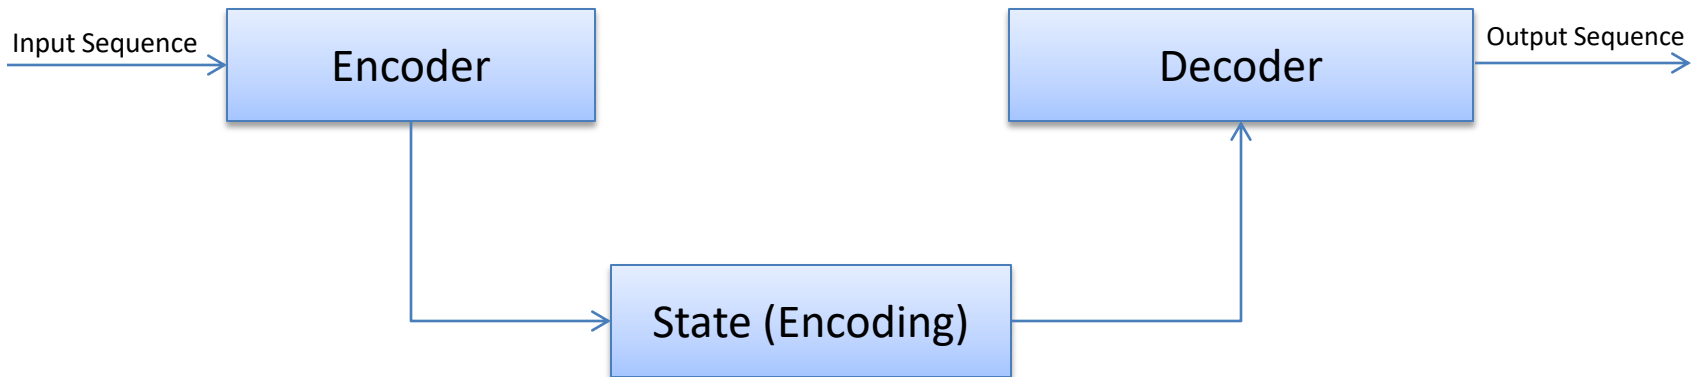 Input Sequence
Encoder
State (Encoding)
Decoder
Output Sequence